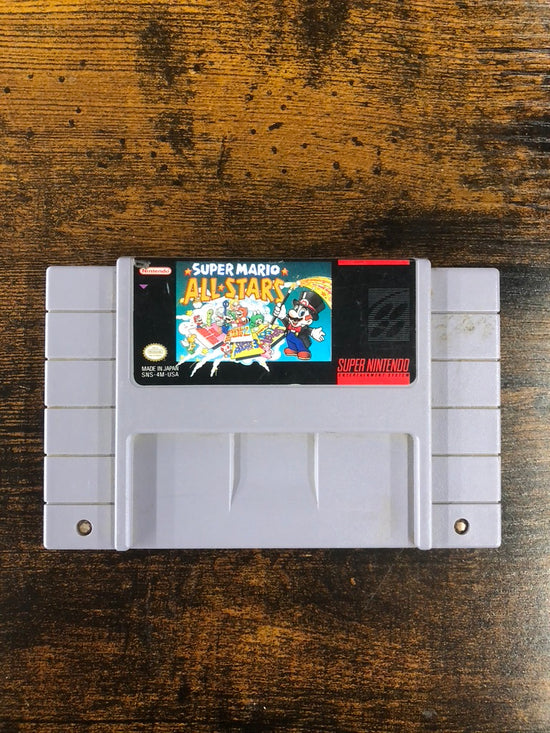 Nintendo
SUPER MARIO
ALL★STARS
MADE IN JAPAN
SNS-4M-USA
SUPER NINTENDO
ENTERTAINMENT SYSTEM